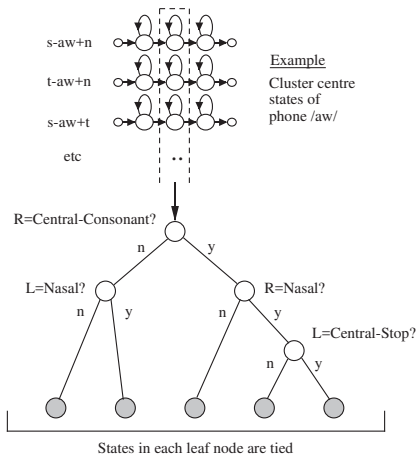 s-aw+n
t-aw+n
s-aw+t
etc
..
Example
Cluster centre
states of
phone /aw/
R=Central-Consonant?
n y
L=Nasal? R=Nasal?
n y n y
L=Central-Stop?
n y
States in each leaf node are tied